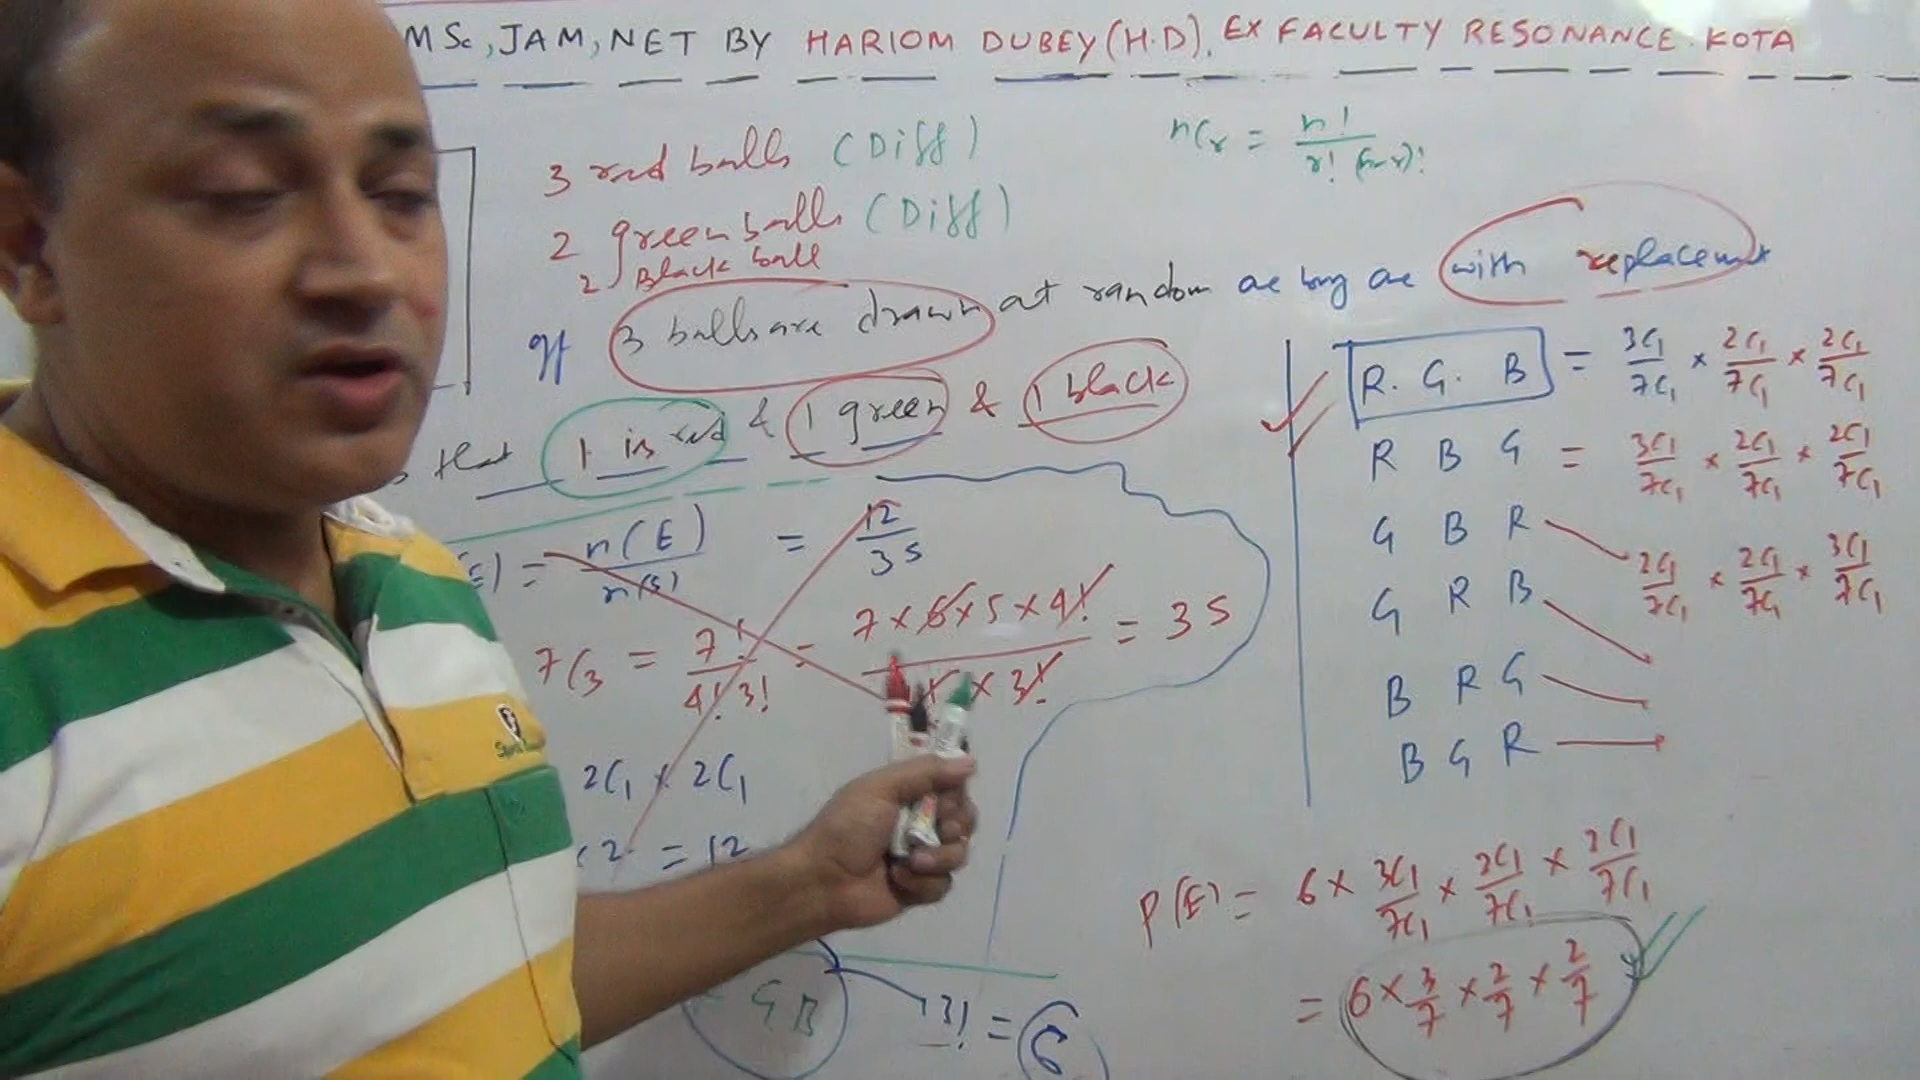 MSc, JAM, NET BY HARIOM DUBEY (H.D). EX FACULTY RESONANCE KOTA
3 red balls (Diff)
nCr = n! / r! (n-r)!
2 green balls (Diff)
2 Black ball
If 3 balls are drawn at random as long as with replacement
that 1 is red & 1 green & 1 black
(E) = n(E) / n(S) = 12 / 35
7C3 = 7! / 4! 3! = 7 × 6 × 5 × 4! / × 3! = 35
2C1 × 2C1
× 2 = 12
G B
3! = 6
R. G. B = 3C1/7C1 × 2C1/7C1 × 2C1/7C1
R B G = 3C1/7C1 × 2C1/7C1 × 2C1/7C1
G B R 2C1/7C1 × 2C1/7C1 × 3C1/7C1
G R B
B R G
B G R
P(E) = 6 × 3C1/7C1 × 2C1/7C1 × 2C1/7C1
= 6 × 3/7 × 2/7 × 2/7